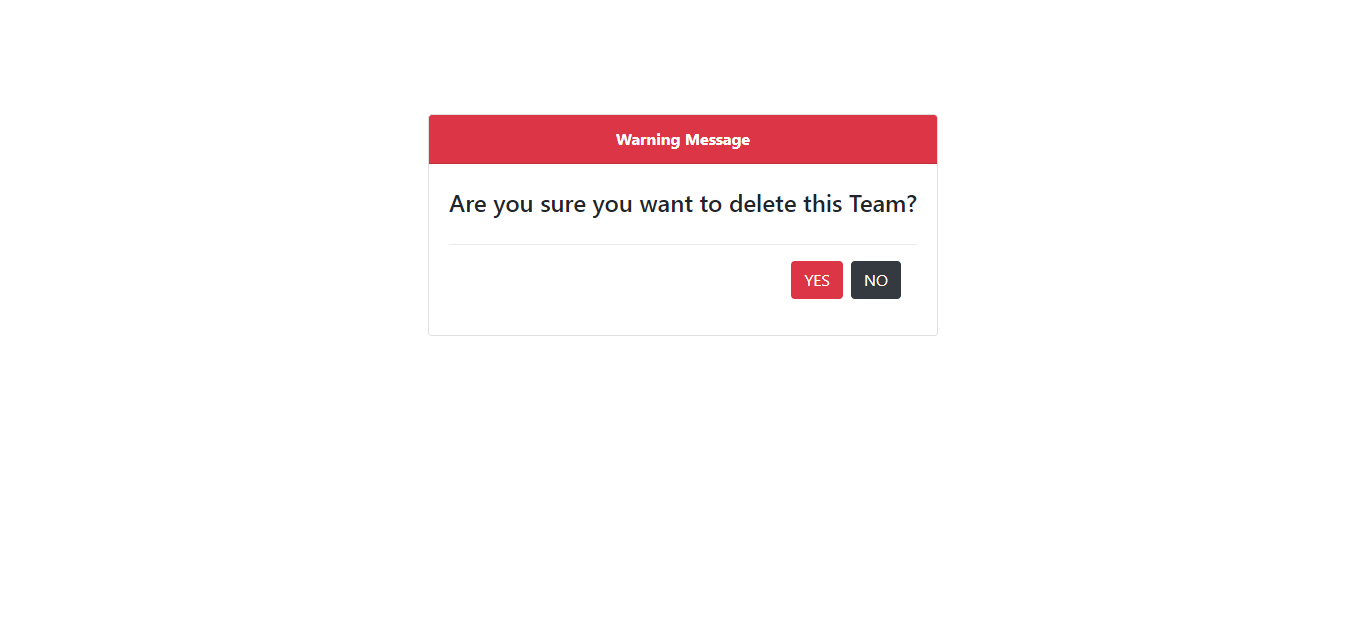 Warning Message
Are you sure you want to delete this Team?
YES NO